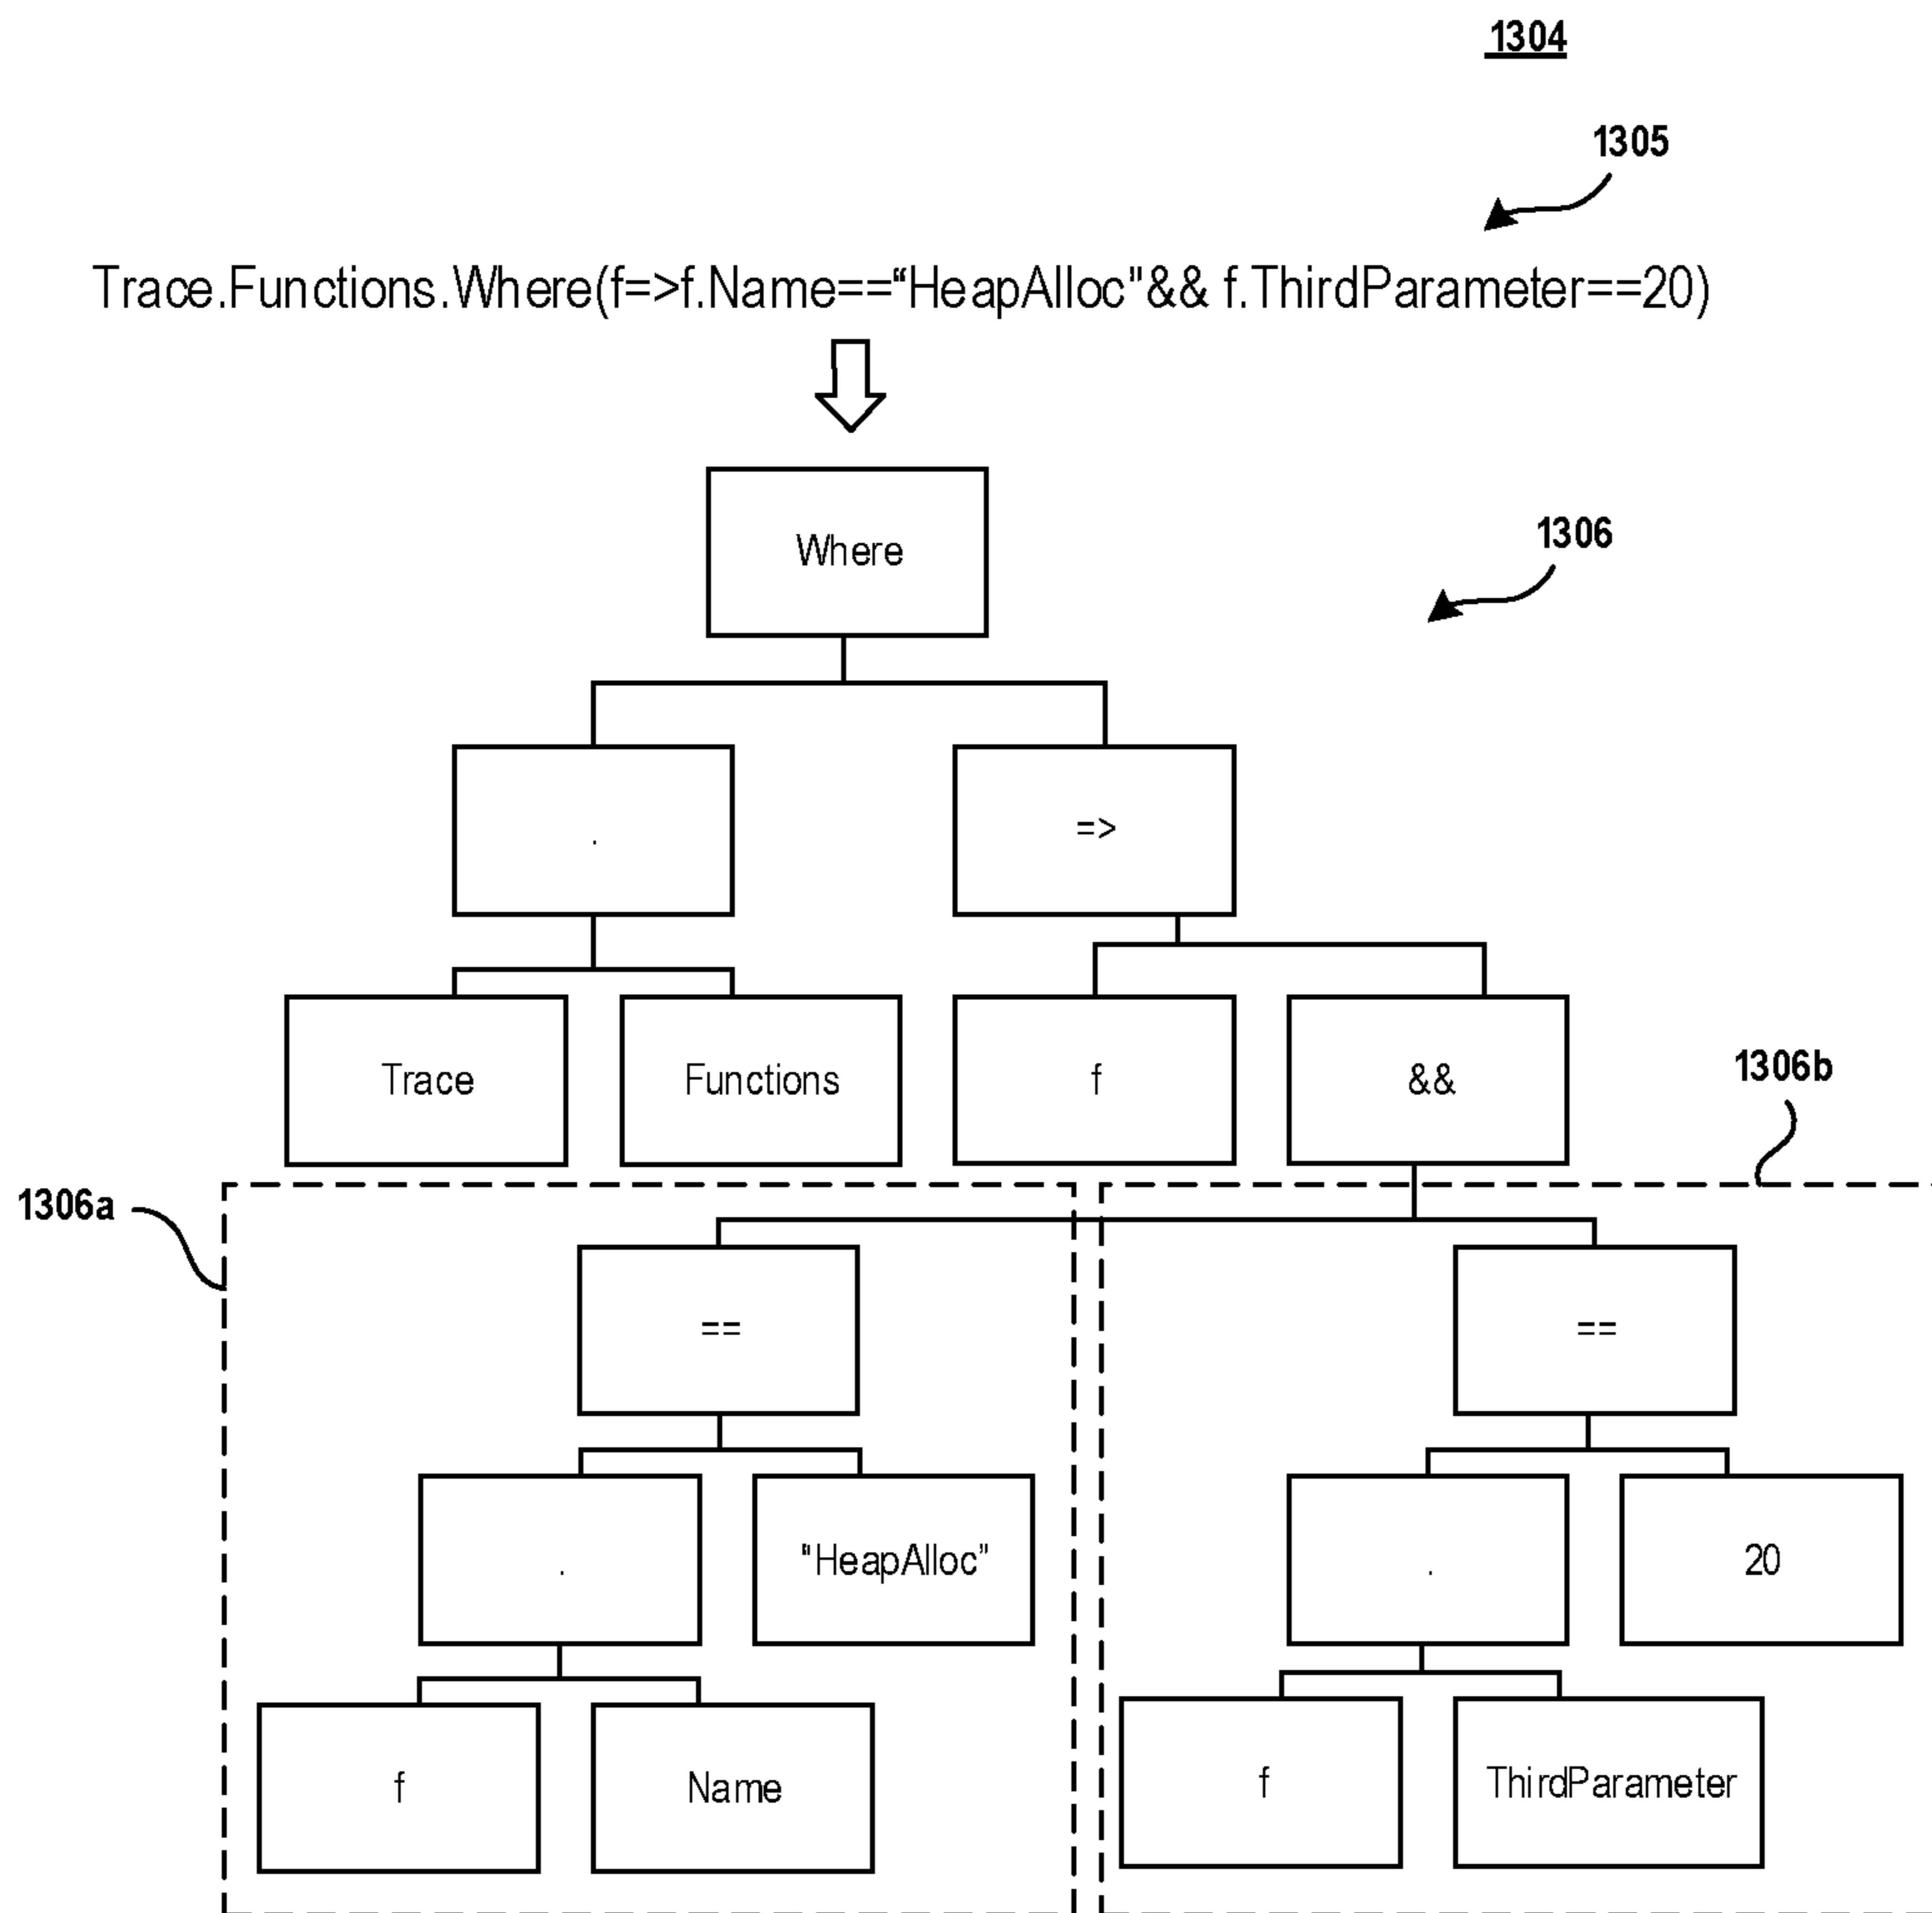 1304
1305
Trace.Functions.Where(f=>f.Name==“HeapAlloc”&& f.ThirdParameter==20)
Where
1306
.
=>
Trace
Functions
f
&&
1306b
1306a
==
==
.
“HeapAlloc”
.
20
f
Name
f
ThirdParameter